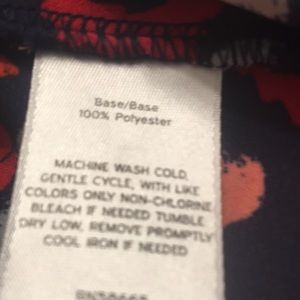 Base/Base
100% Polyester
MACHINE WASH COLD,
GENTLE CYCLE, WITH LIKE
COLORS ONLY NON-CHLORINE
BLEACH IF NEEDED TUMBLE
DRY LOW. REMOVE PROMPTLY
COOL IRON IF NEEDED